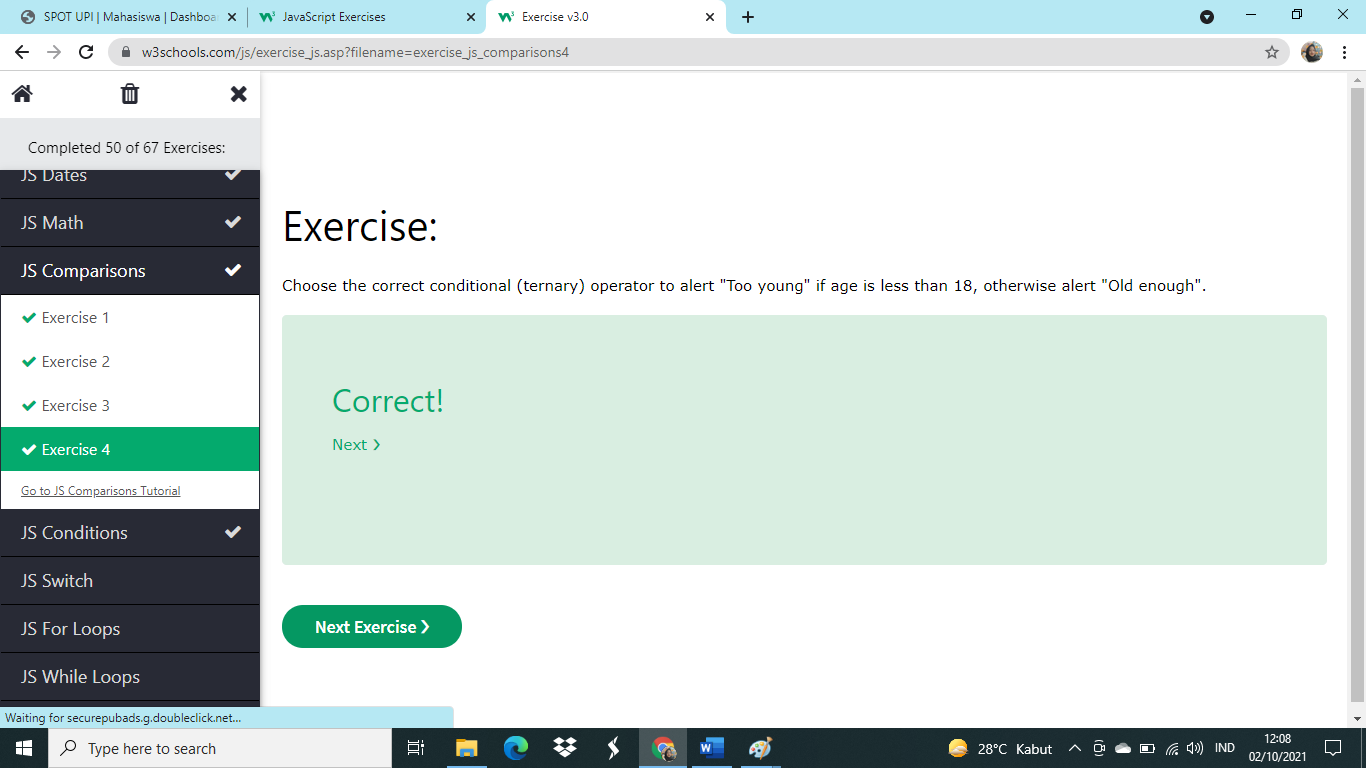 SPOT UPI | Mahasiswa | Dashboa
JavaScript Exercises
Exercise v3.0
w3schools.com/js/exercise_js.asp?filename=exercise_js_comparisons4
Completed 50 of 67 Exercises:
JS Dates
JS Math
JS Comparisons
Exercise 1
Exercise 2
Exercise 3
Exercise 4
Go to JS Comparisons Tutorial
JS Conditions
JS Switch
JS For Loops
JS While Loops
Exercise:
Choose the correct conditional (ternary) operator to alert "Too young" if age is less than 18, otherwise alert "Old enough".
Correct!
Next ❯
Next Exercise ❯
Waiting for securepubads.g.doubleclick.net...
Type here to search
28°C Kabut
IND
12:08
02/10/2021